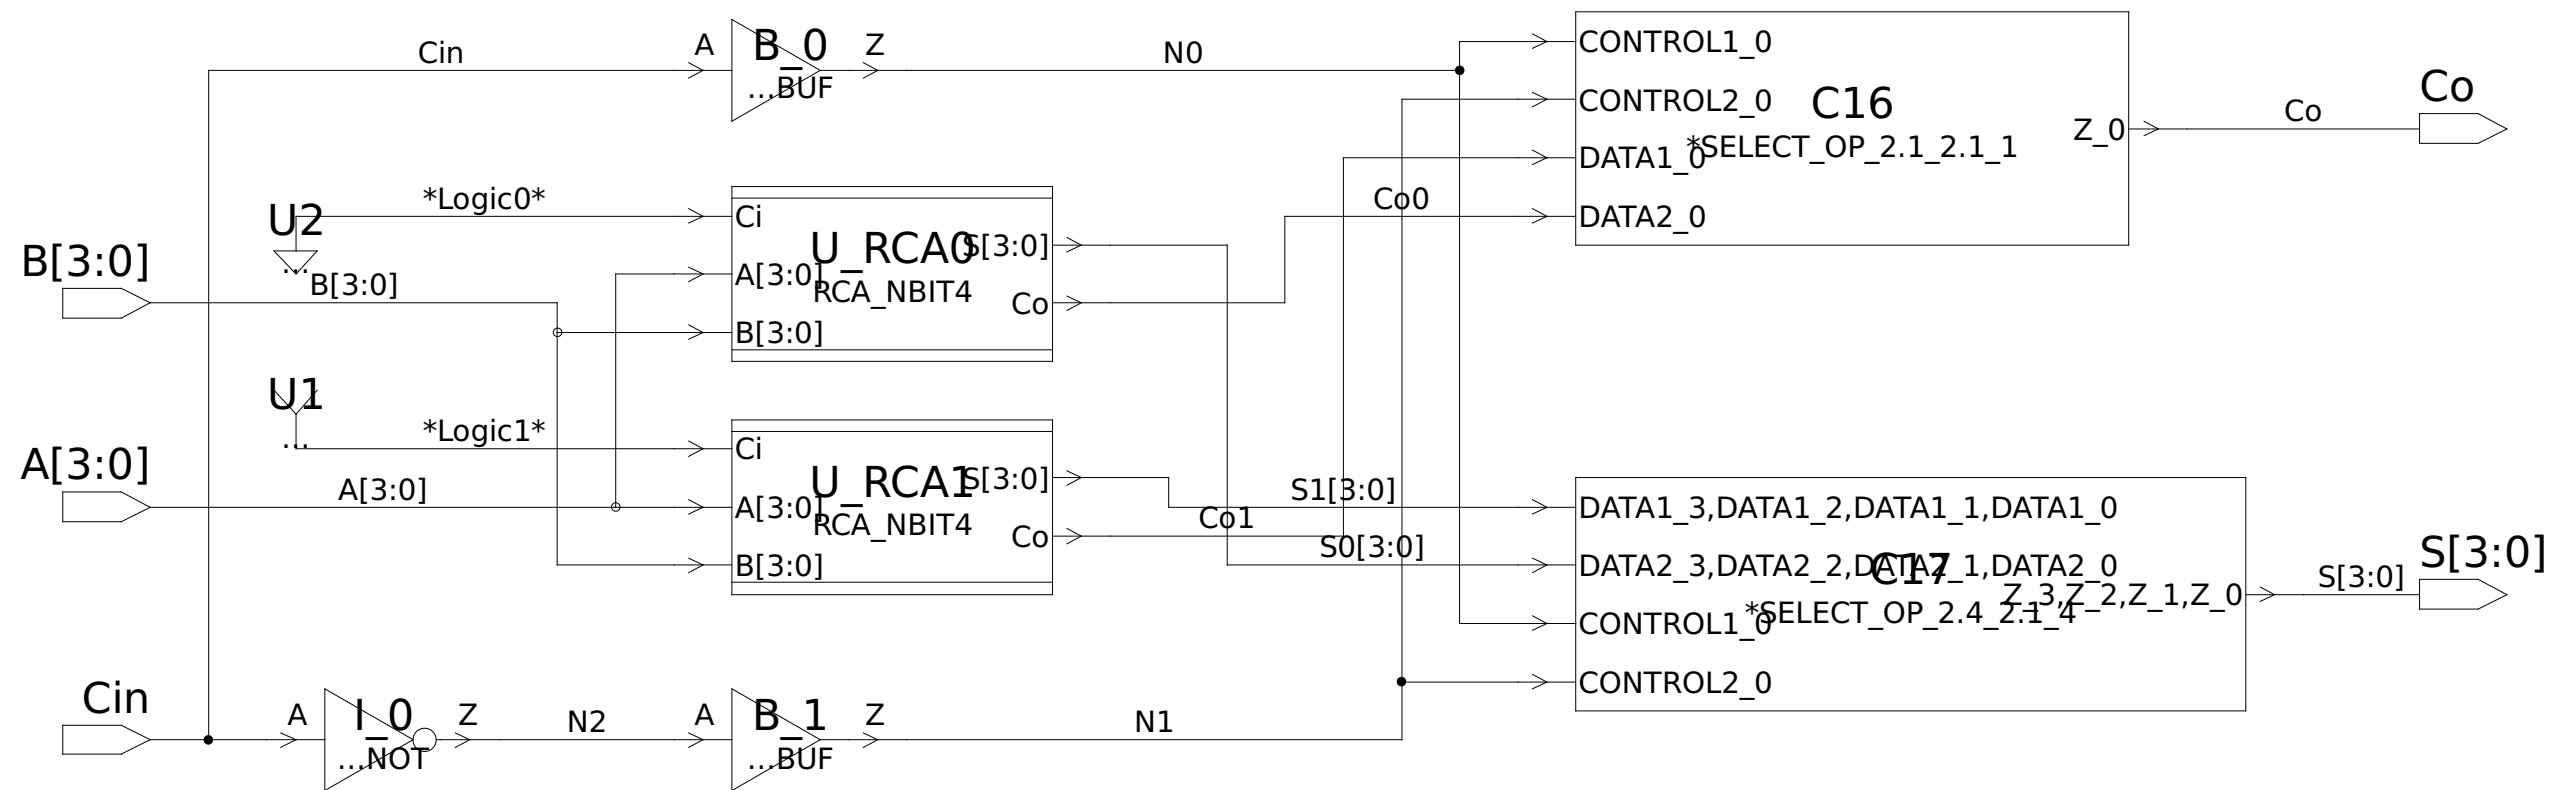 Cin
A
B_0
...BUF
Z
N0
CONTROL1_0
CONTROL2_0
DATA1_0
DATA2_0
C16
*SELECT_OP_2.1_2.1_1
Z_0
Co
Co
U2
...
*Logic0*
Ci
A[3:0]
B[3:0]
U_RCA0
RCA_NBIT4
S[3:0]
Co
Co0
B[3:0]
B[3:0]
U1
...
*Logic1*
Ci
A[3:0]
B[3:0]
U_RCA1
RCA_NBIT4
S[3:0]
Co
A[3:0]
A[3:0]
S1[3:0]
Co1
S0[3:0]
DATA1_3,DATA1_2,DATA1_1,DATA1_0
DATA2_3,DATA2_2,DATA2_1,DATA2_0
CONTROL1_0
CONTROL2_0
C17
*SELECT_OP_2.4_2.1_4
Z_3,Z_2,Z_1,Z_0
S[3:0]
S[3:0]
Cin
A
I_0
...NOT
Z
N2
A
B_1
...BUF
Z
N1